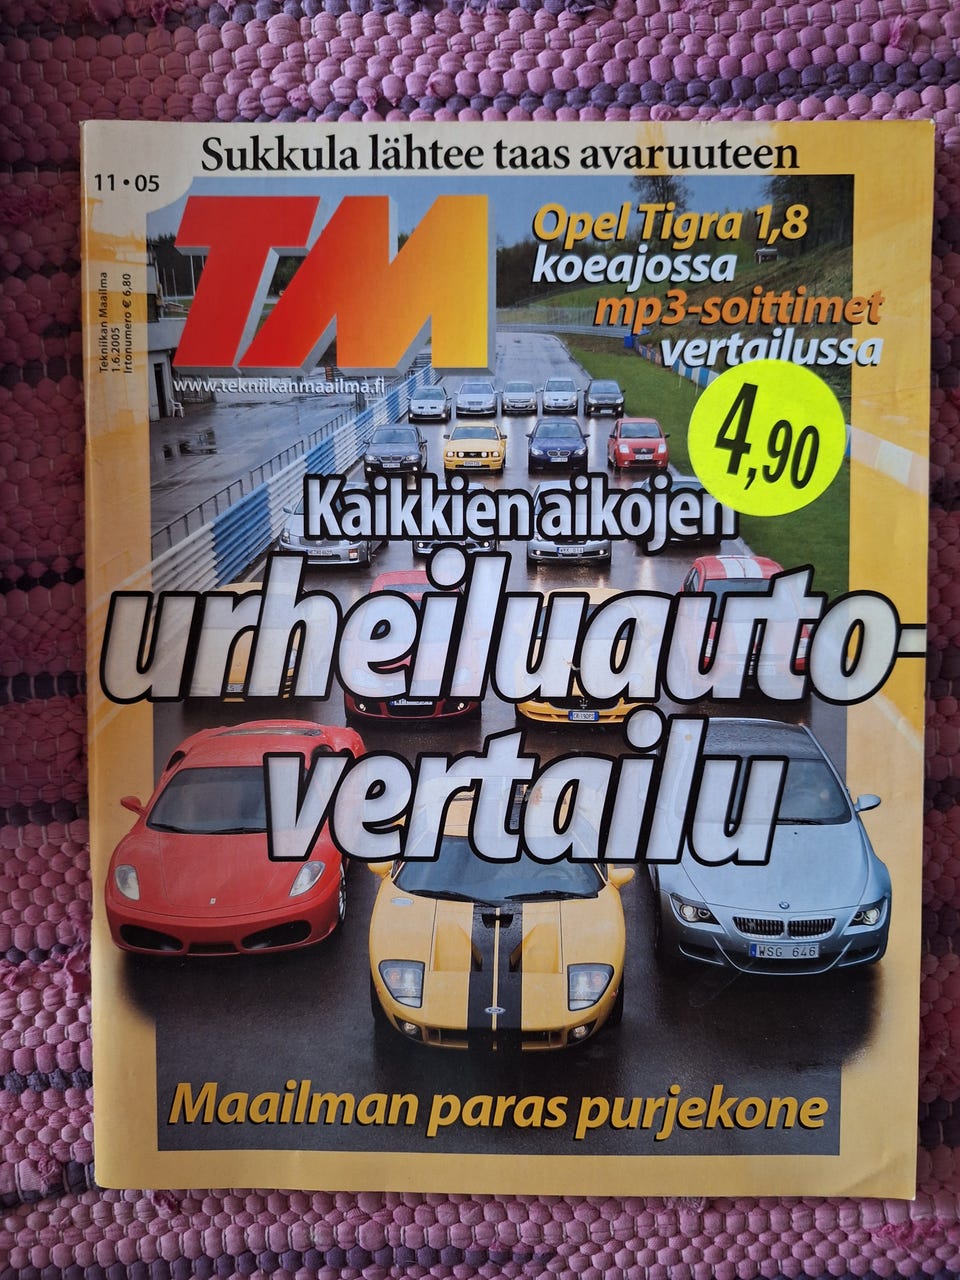 Sukkula lähtee taas avaruuteen
11 • 05
TM
Tekniikan Maailma
1.6.2005
Irtonumero € 6,80
www.tekniikanmaailma.fi
Opel Tigra 1,8
koeajossa
mp3-soittimet
vertailussa
4,90
Kaikkien aikojen
urheiluauto-
vertailu
WSG 646
Maailman paras purjekone